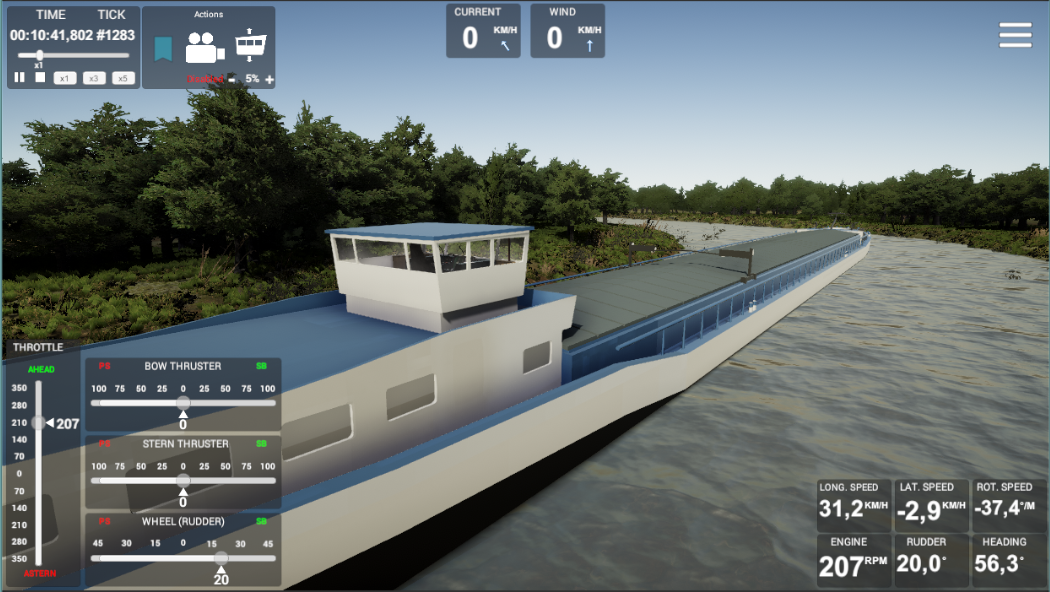 TIME TICK
00:10:41,802 #1283
x1
x1 x3 x5
Actions
5% +
CURRENT
0 KM/H
WIND
0 KM/H
THROTTLE
AHEAD
350
280
210
140
70
0
70
140
210
280
350
ASTERN
207
PS BOW THRUSTER SB
100 75 50 25 0 25 50 75 100
0
PS STERN THRUSTER SB
100 75 50 25 0 25 50 75 100
0
PS WHEEL (RUDDER) SB
45 30 15 0 15 30 45
20
LONG. SPEED
31,2 KM/H
LAT. SPEED
-2,9 KM/H
ROT. SPEED
-37,4 °/M
ENGINE
207 RPM
RUDDER
20,0°
HEADING
56,3°